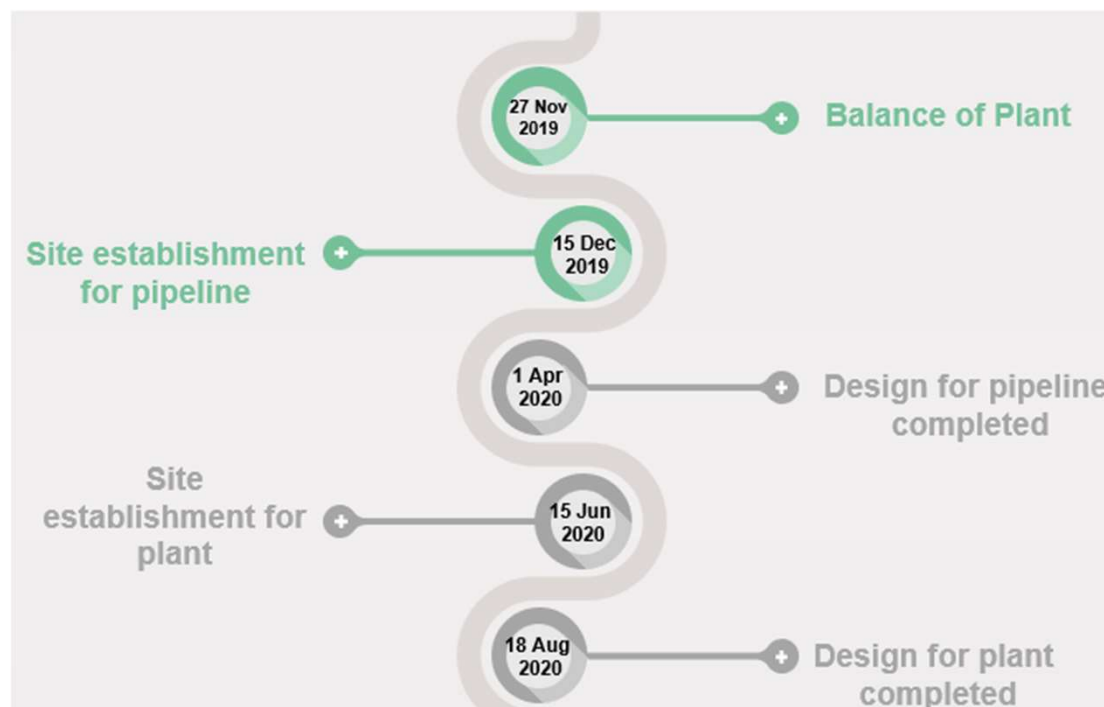 27 Nov
2019
Balance of Plant
15 Dec
2019
Site establishment
for pipeline
1 Apr
2020
Design for pipeline
completed
15 Jun
2020
Site
establishment for
plant
18 Aug
2020
Design for plant
completed